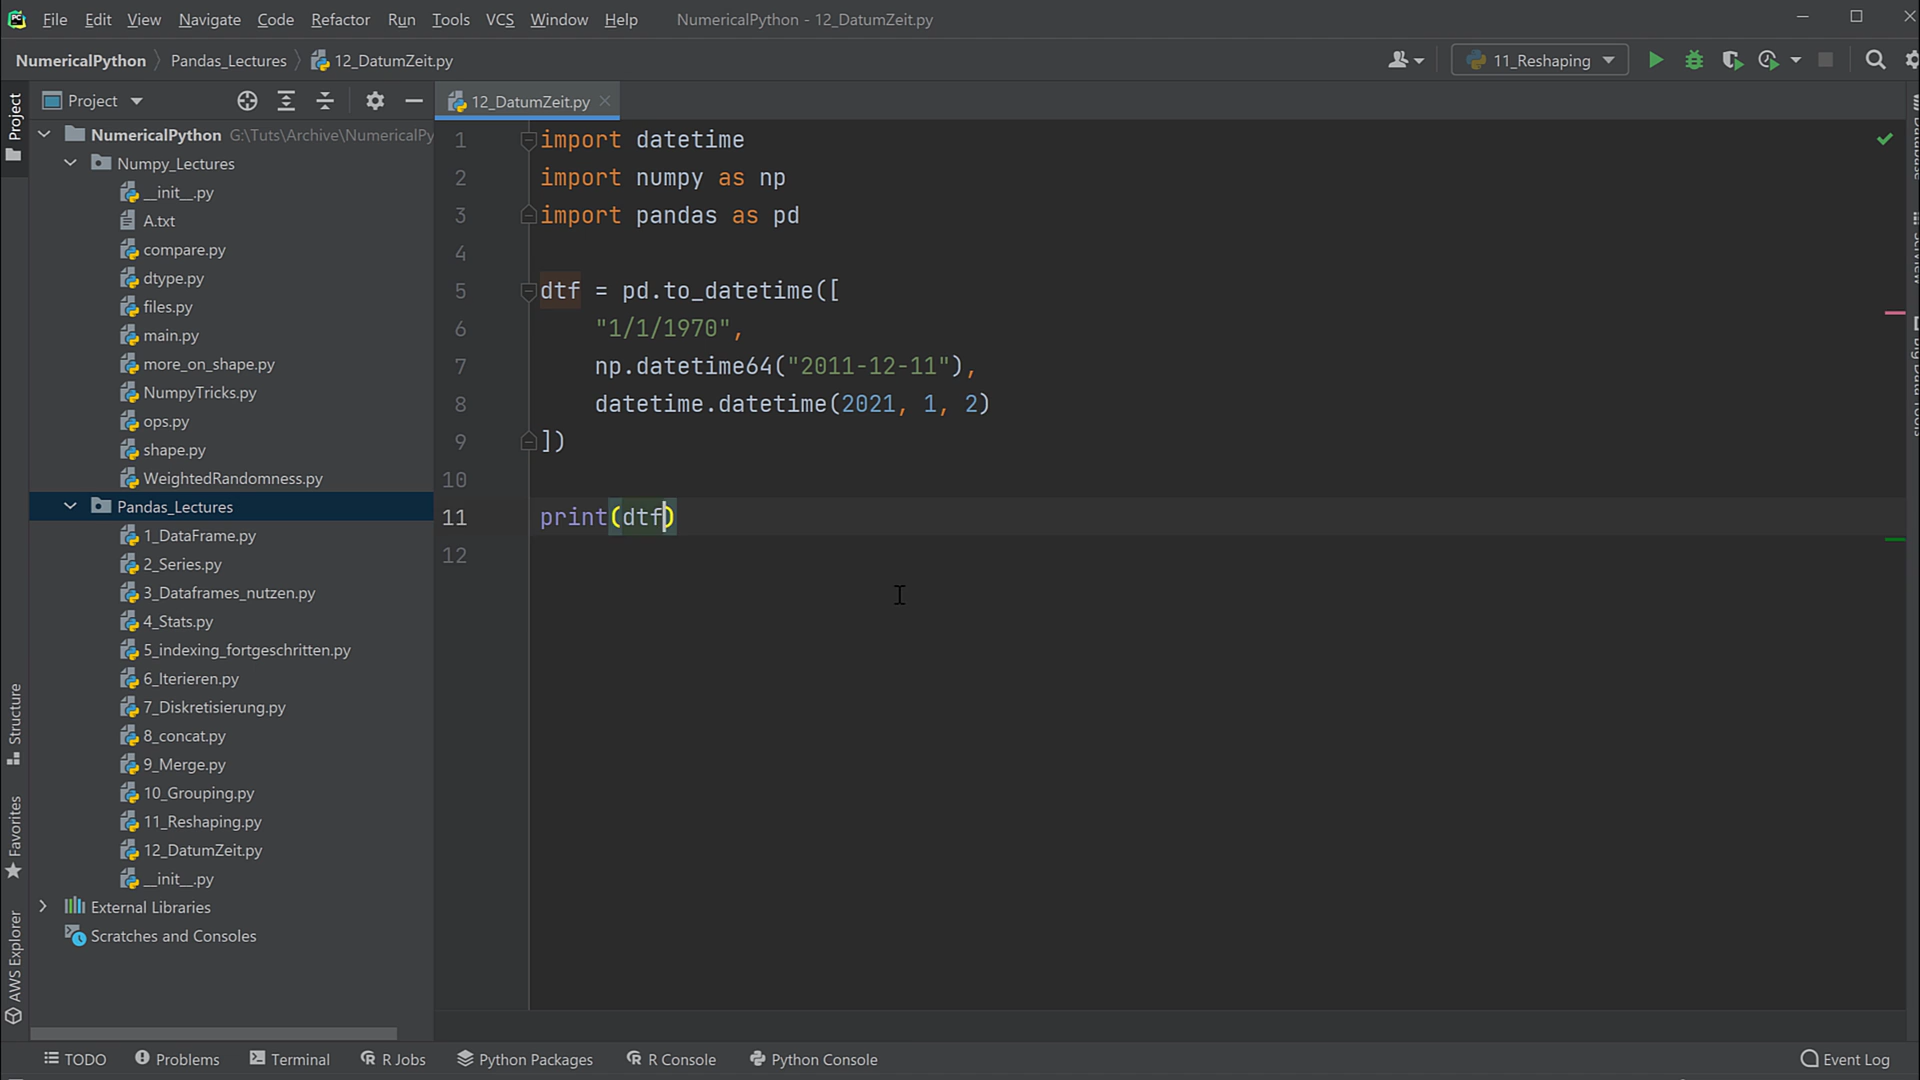 File Edit View Navigate Code Refactor Run Tools VCS Window Help NumericalPython - 12_DatumZeit.py
NumericalPython Pandas_Lectures 12_DatumZeit.py 11_Reshaping
Project
Project
12_DatumZeit.py
NumericalPython G:\Tuts\Archive\NumericalPy
Numpy_Lectures
__init__.py
A.txt
compare.py
dtype.py
files.py
main.py
more_on_shape.py
NumpyTricks.py
ops.py
shape.py
WeightedRandomness.py
Pandas_Lectures
1_DataFrame.py
2_Series.py
3_Dataframes_nutzen.py
4_Stats.py
5_indexing_fortgeschritten.py
6_Iterieren.py
7_Diskretisierung.py
8_concat.py
9_Merge.py
10_Grouping.py
11_Reshaping.py
12_DatumZeit.py
__init__.py
External Libraries
Scratches and Consoles
Structure
Favorites
AWS Explorer
1 import datetime
2 import numpy as np
3 import pandas as pd
4
5 dtf = pd.to_datetime([
6 "1/1/1970",
7 np.datetime64("2011-12-11"),
8 datetime.datetime(2021, 1, 2)
9 ])
10
11 print(dtf)
12
TODO Problems Terminal R Jobs Python Packages R Console Python Console Event Log